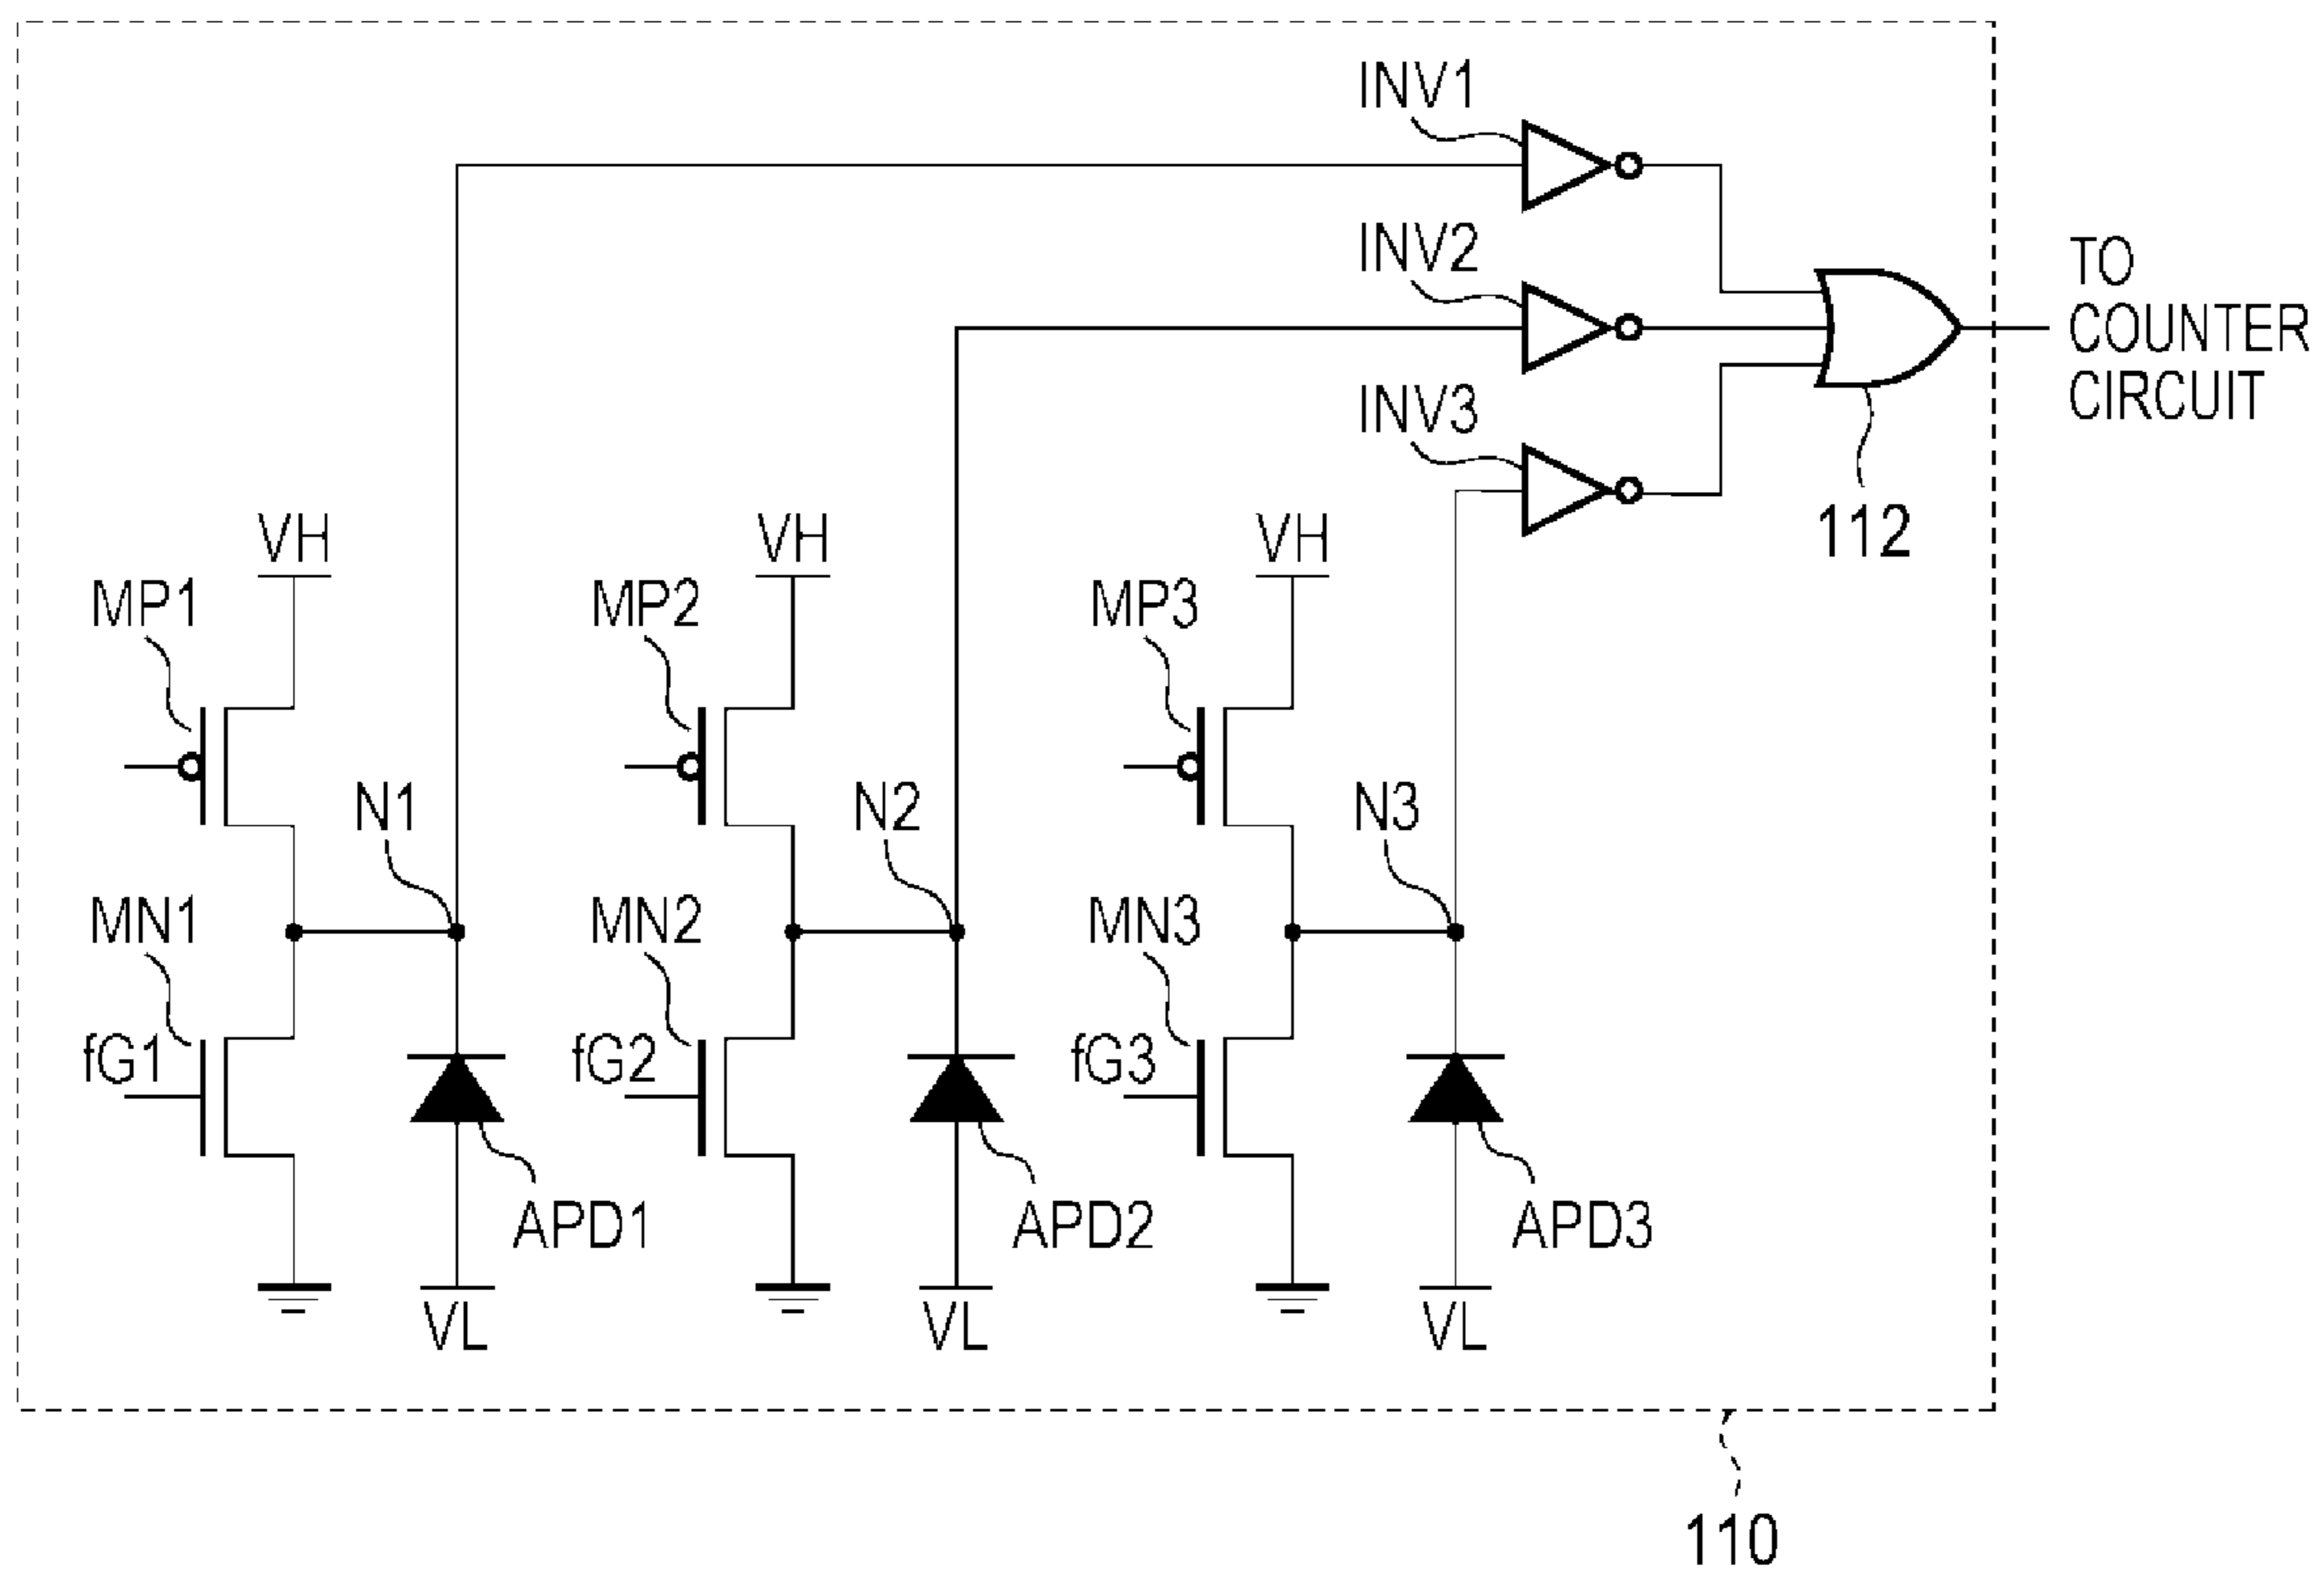 INV1
INV2
INV3
TO
COUNTER
CIRCUIT
112
VH
VH
VH
MP1
MP2
MP3
N1
N2
N3
MN1
MN2
MN3
fG1
fG2
fG3
APD1
APD2
APD3
VL
VL
VL
110